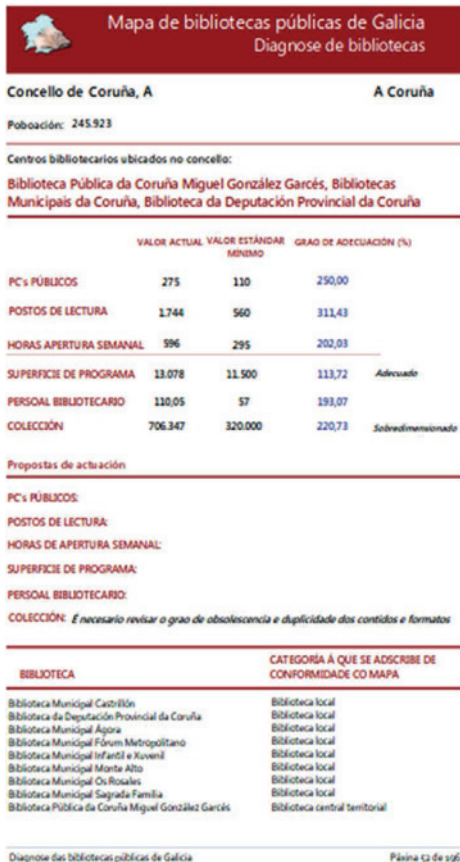 Mapa de bibliotecas públicas de Galicia
Diagnose de bibliotecas
Concello de Coruña, A A Coruña
Poboación: 245.923
Centros bibliotecarios ubicados no concello:
Biblioteca Pública da Coruña Miguel González Garcés, Bibliotecas
Municipais da Coruña, Biblioteca da Deputación Provincial da Coruña
VALOR ACTUAL VALOR ESTÁNDAR MÍNIMO GRAO DE ADECUACIÓN (%)
PC's PÚBLICOS 275 110 250,00
POSTOS DE LECTURA 1.744 560 311,43
HORAS APERTURA SEMANAL 596 295 202,03
SUPERFICIE DE PROGRAMA 13.078 11.500 113,72 Adecuado
PERSOAL BIBLIOTECARIO 110,05 57 193,07
COLECCIÓN 706.347 320.000 220,73 Sobredimensionado
Propostas de actuación
PC's PÚBLICOS:
POSTOS DE LECTURA:
HORAS DE APERTURA SEMANAL:
SUPERFICIE DE PROGRAMA:
PERSOAL BIBLIOTECARIO:
COLECCIÓN: É necesario revisar o grao de obsolescencia e duplicidade dos contidos e formatos
BIBLIOTECA CATEGORÍA Á QUE SE ADSCRIBE DE
CONFORMIDADE CO MAPA
Biblioteca Municipal Castrillón Biblioteca local
Biblioteca da Deputación Provincial da Coruña Biblioteca local
Biblioteca Municipal Ágora Biblioteca local
Biblioteca Municipal Fórum Metropolitano Biblioteca local
Biblioteca Municipal Infantil e Xuvenil Biblioteca local
Biblioteca Municipal Monte Alto Biblioteca local
Biblioteca Municipal Os Rosales Biblioteca local
Biblioteca Municipal Sagrada Familia Biblioteca local
Biblioteca Pública da Coruña Miguel González Garcés Biblioteca central territorial
Diagnose das bibliotecas públicas de Galicia Páxina 52 de